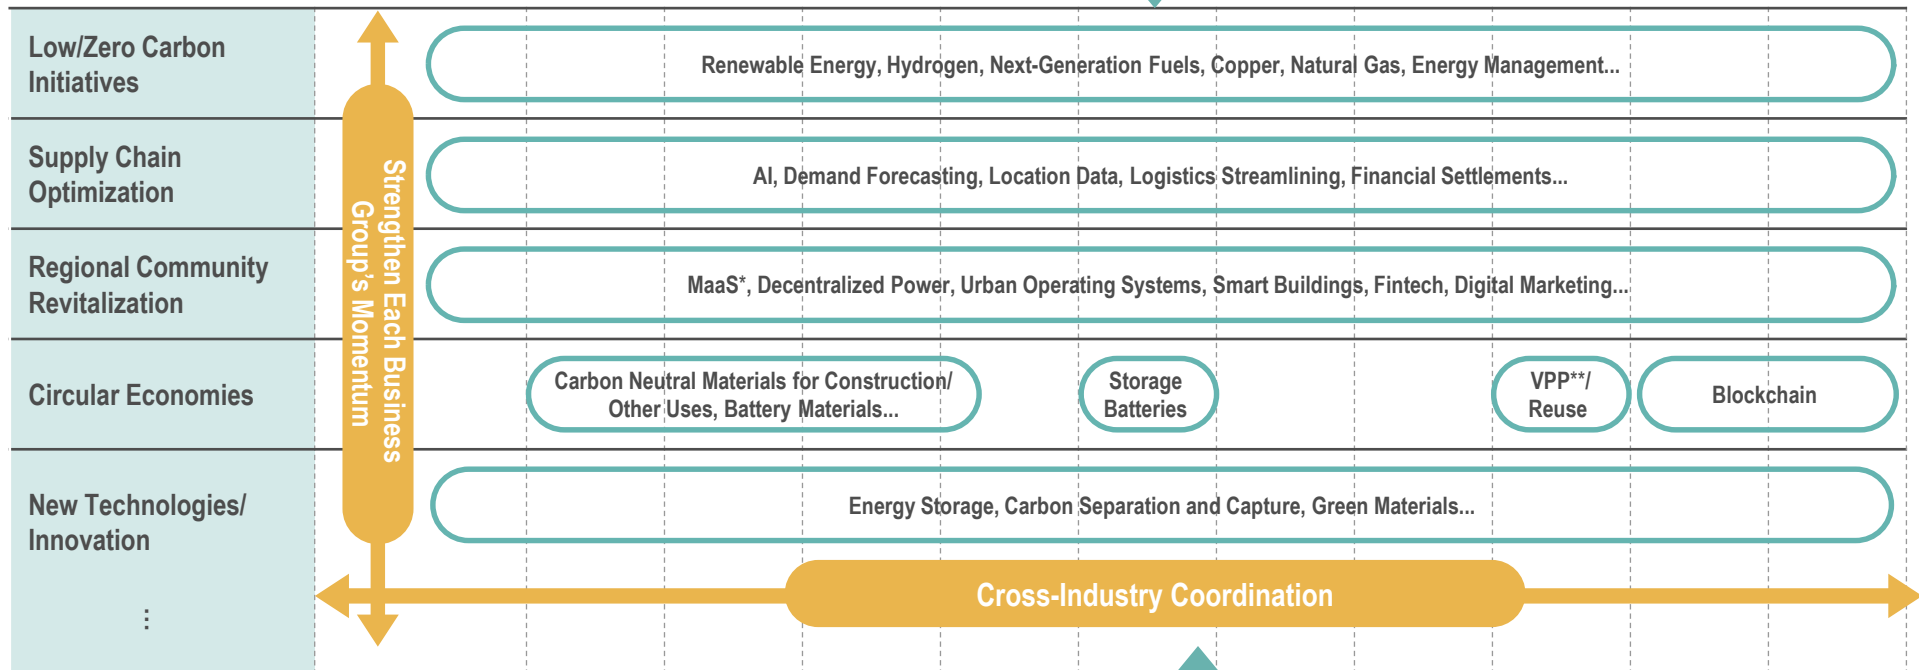 Low/Zero Carbon
Initiatives
Renewable Energy, Hydrogen, Next-Generation Fuels, Copper, Natural Gas, Energy Management...
Supply Chain
Optimization
AI, Demand Forecasting, Location Data, Logistics Streamlining, Financial Settlements...
Strengthen Each Business
Group's Momentum
Regional Community
Revitalization
MaaS*, Decentralized Power, Urban Operating Systems, Smart Buildings, Fintech, Digital Marketing...
Circular Economies
Carbon Neutral Materials for Construction/
Other Uses, Battery Materials...
Storage
Batteries
VPP**/
Reuse
Blockchain
New Technologies/
Innovation
Energy Storage, Carbon Separation and Capture, Green Materials...
Cross-Industry Coordination
⋮